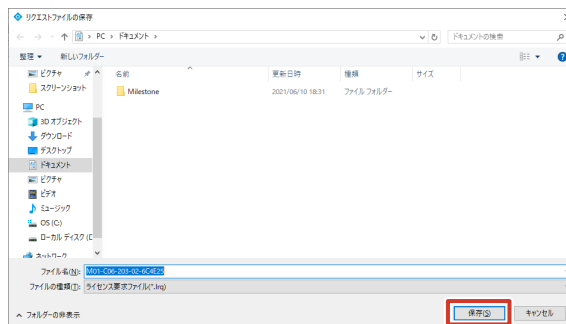 リクエストファイルの保存
PC > ドキュメント >
ドキュメントの検索
整理 新しいフォルダー
名前 更新日時 種類 サイズ
ピクチャ
スクリーンショット
Milestone 2021/06/10 18:31 ファイル フォルダー
PC
3D オブジェクト
ダウンロード
デスクトップ
ドキュメント
ピクチャ
ビデオ
ミュージック
OS (C:)
ローカル ディスク (D
ネットワーク
ファイル名(N): M01-C06-203-02-6C4E25
ファイルの種類(T): ライセンス要求ファイル(*.lrq)
フォルダーの非表示
保存(S) キャンセル